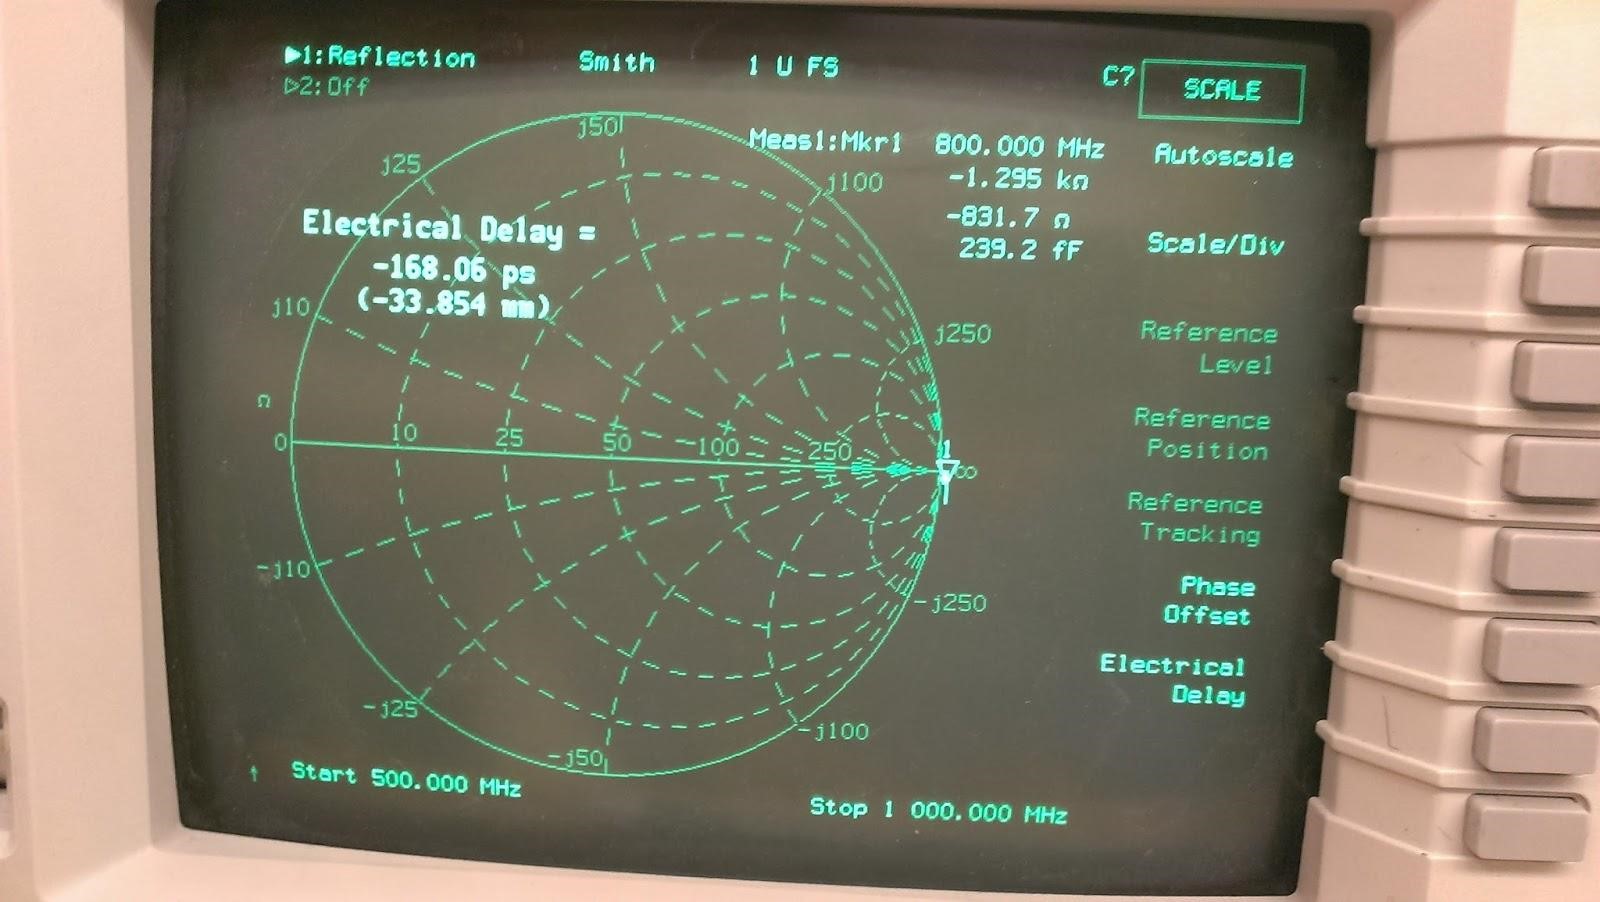 ▶1:Reflection Smith 1 U FS
▷2:Off
C?
SCALE
Meas1:Mkr1 800.000 MHz
-1.295 kΩ
-831.7 Ω
239.2 fF
Autoscale
Scale/Div
Reference
Level
Reference
Position
Reference
Tracking
Phase
Offset
Electrical
Delay
Electrical Delay =
-168.06 ps
(-33.854 mm)
j50
j25
j100
j10
j250
Ω
0 10 25 50 100 250 ∞
1
-j10
-j250
-j25
-j100
-j50
↑ Start 500.000 MHz Stop 1 000.000 MHz